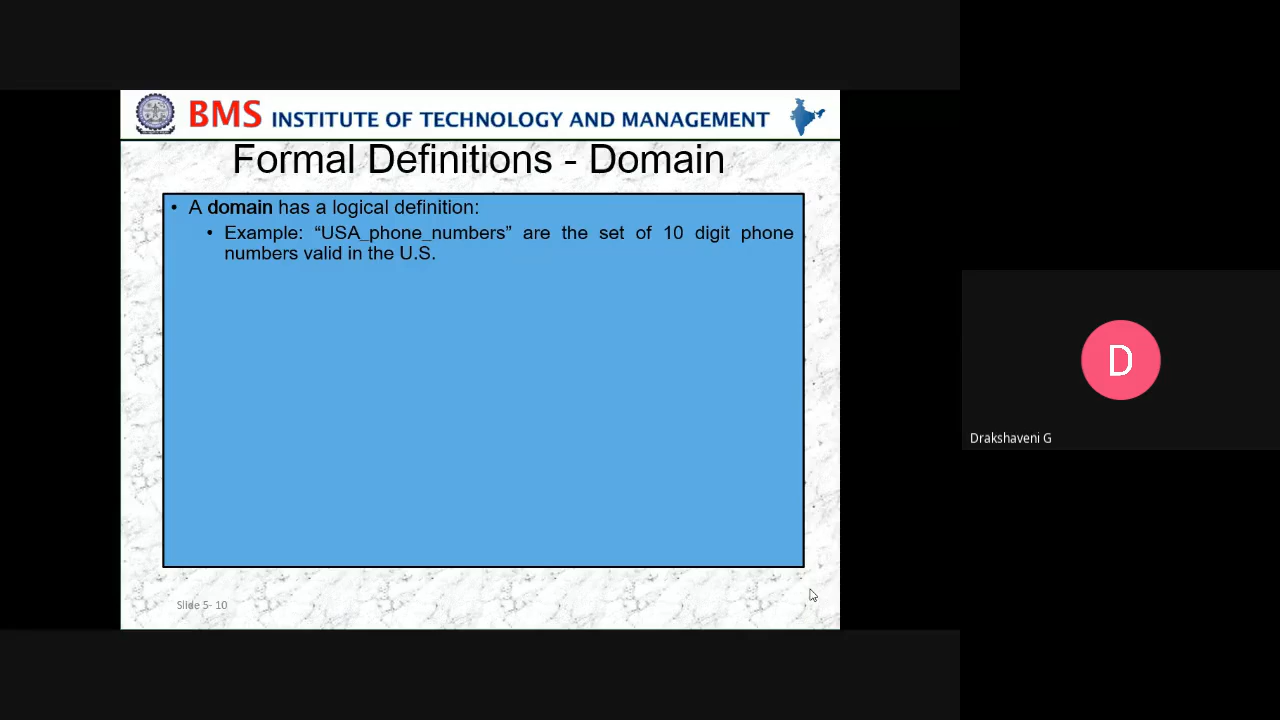 BMS INSTITUTE OF TECHNOLOGY AND MANAGEMENT
Formal Definitions - Domain
• A domain has a logical definition:
• Example: “USA_phone_numbers” are the set of 10 digit phone
numbers valid in the U.S.
Slide 5- 10
D
Drakshaveni G